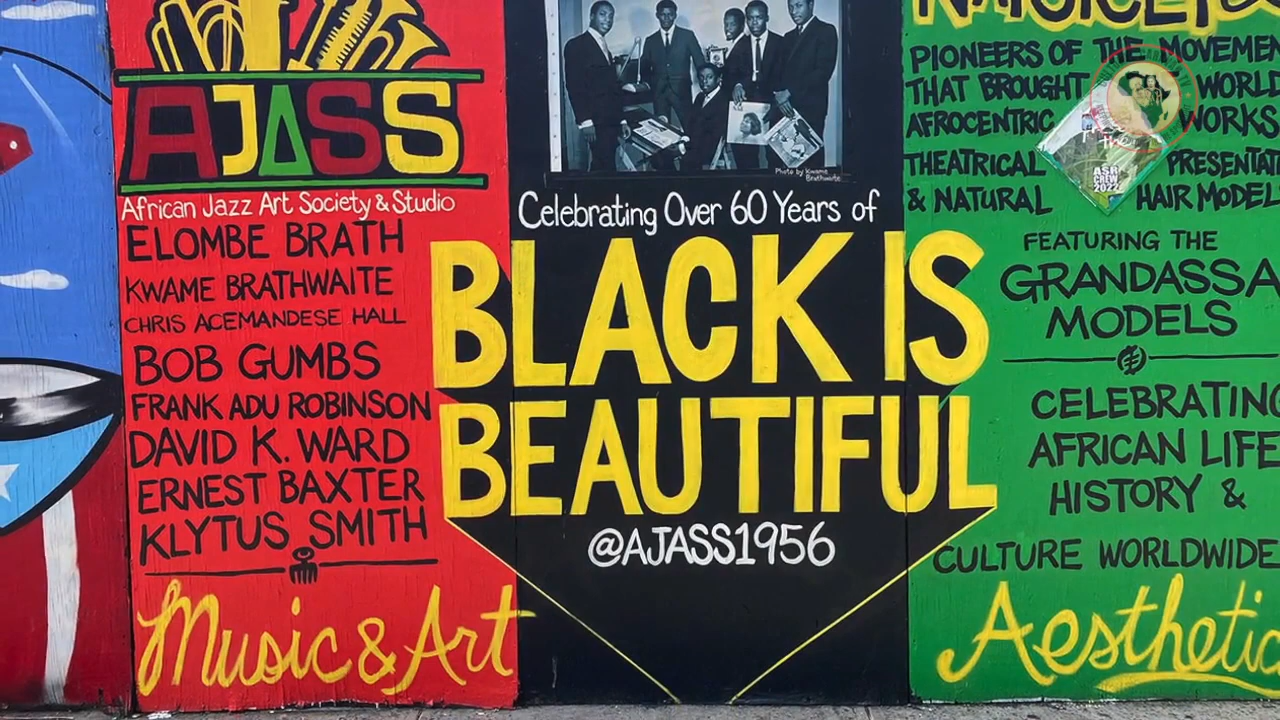 AJASS
African Jazz Art Society & Studio
ELOMBE BRATH
KWAME BRATHWAITE
CHRIS ACEMANDESE HALL
BOB GUMBS
FRANK ADU ROBINSON
DAVID K. WARD
ERNEST BAXTER
KLYTUS SMITH
Music & Art
Photo by Kwame
Brathwaite
Celebrating Over 60 Years of
BLACK IS
BEAUTIFUL
@AJASS1956
PIONEERS OF THE MOVEMEN
THAT BROUGHT WORLD
AFROCENTRIC WORKS
THEATRICAL PRESENTAT
& NATURAL HAIR MODEL
FEATURING THE
GRANDASSA
MODELS
CELEBRATING
AFRICAN LIFE
HISTORY &
CULTURE WORLDWIDE
Aesthetic
ASR
CREW
2022